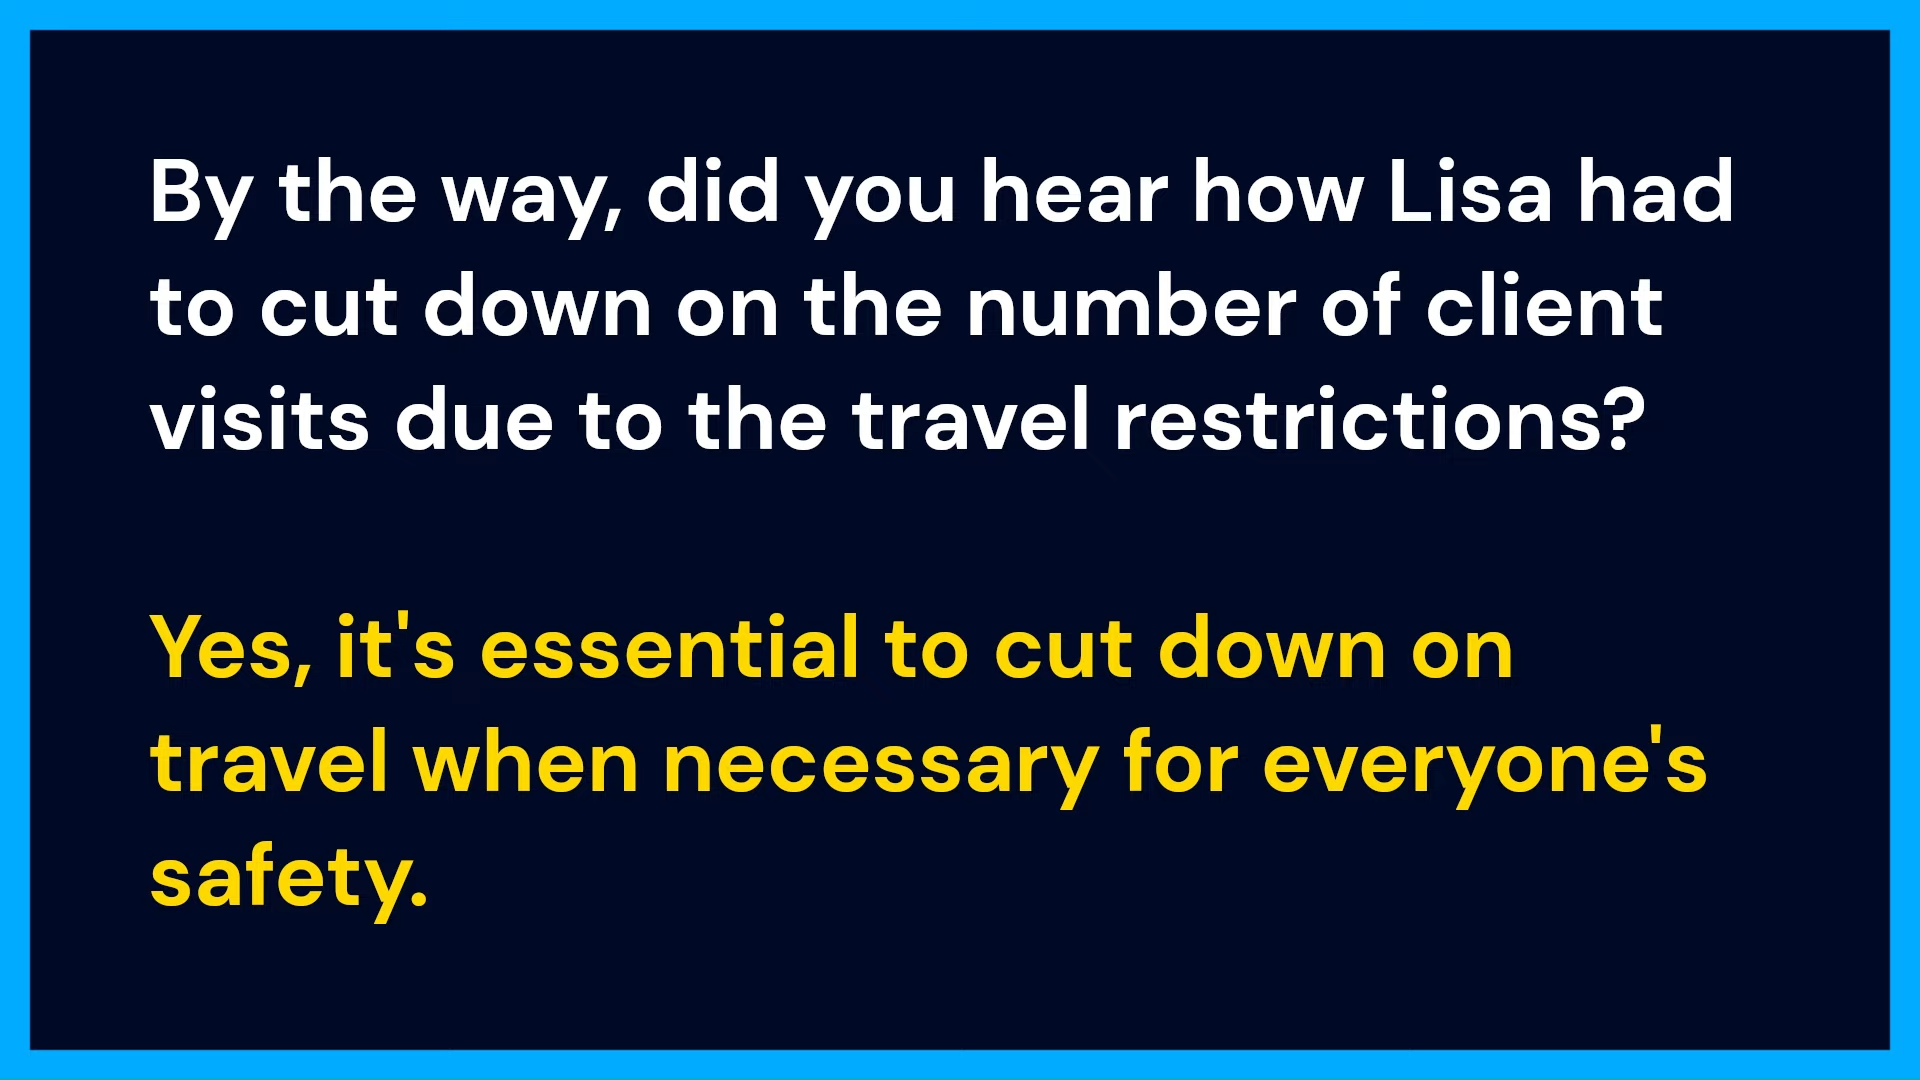 By the way, did you hear how Lisa had
to cut down on the number of client
visits due to the travel restrictions?
Yes, it's essential to cut down on
travel when necessary for everyone's
safety.